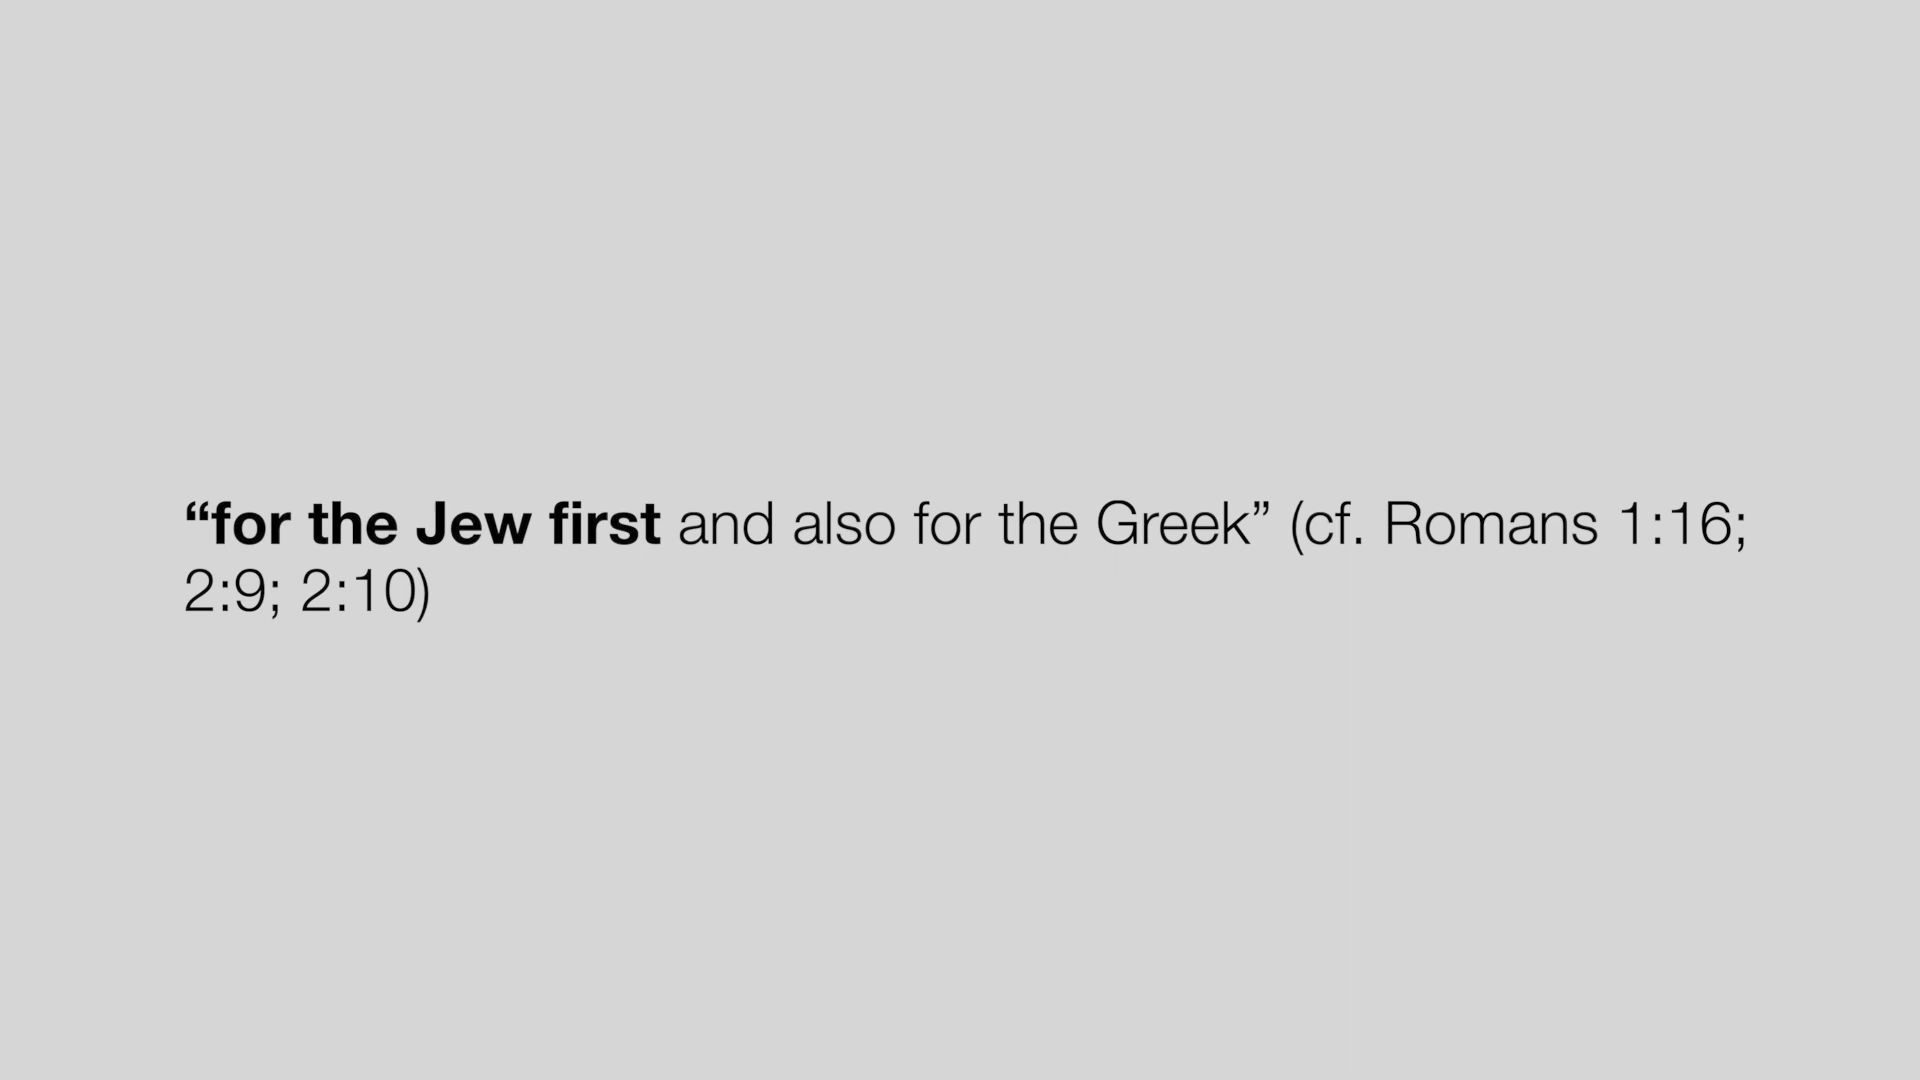 “for the Jew first and also for the Greek” (cf. Romans 1:16;
2:9; 2:10)